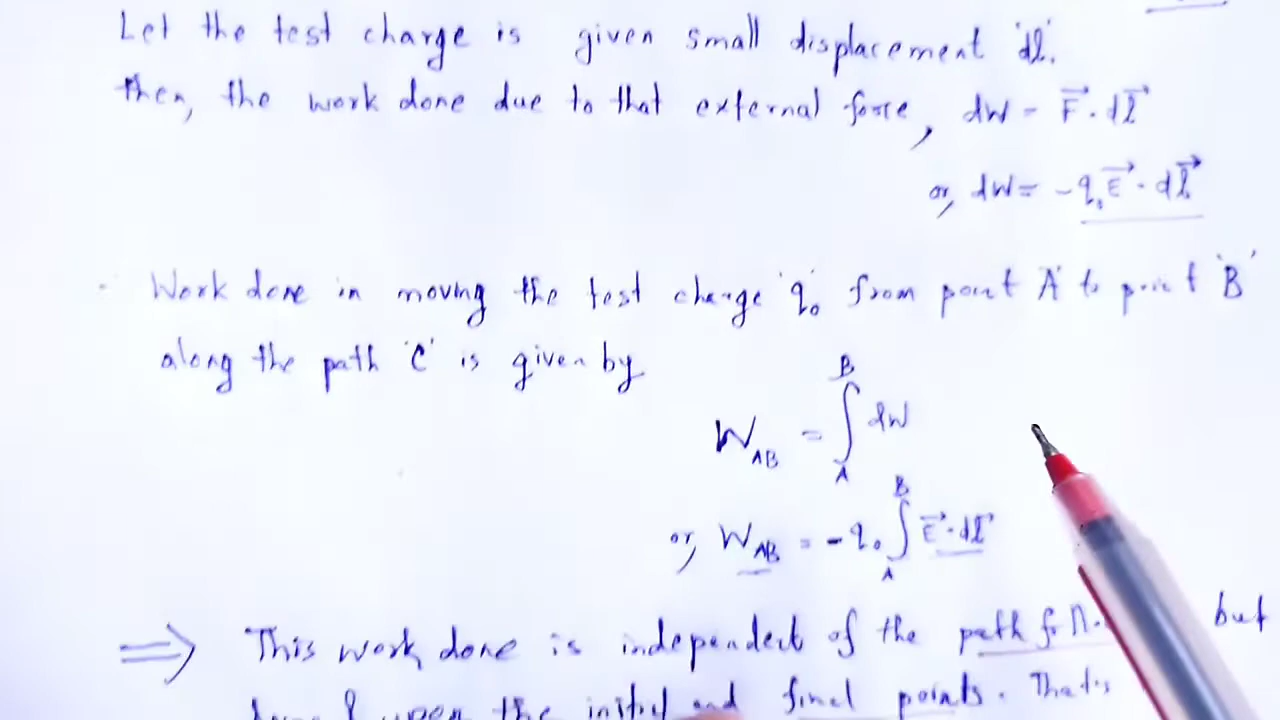 Let the test charge is given small displacement 'dl'.
Then, the work done due to that external force, dW = F⃗ · dl⃗
or, dW = -q₀E⃗ · dl⃗
Work done in moving the test charge 'q₀' from point 'A' to point 'B'
along the path 'C' is given by
W_AB = ∫_A^B dW
or, W_AB = -q₀ ∫_A^B E⃗ · dl⃗
⟹ This work done is independent of the path but
upon the initial and final points. That's